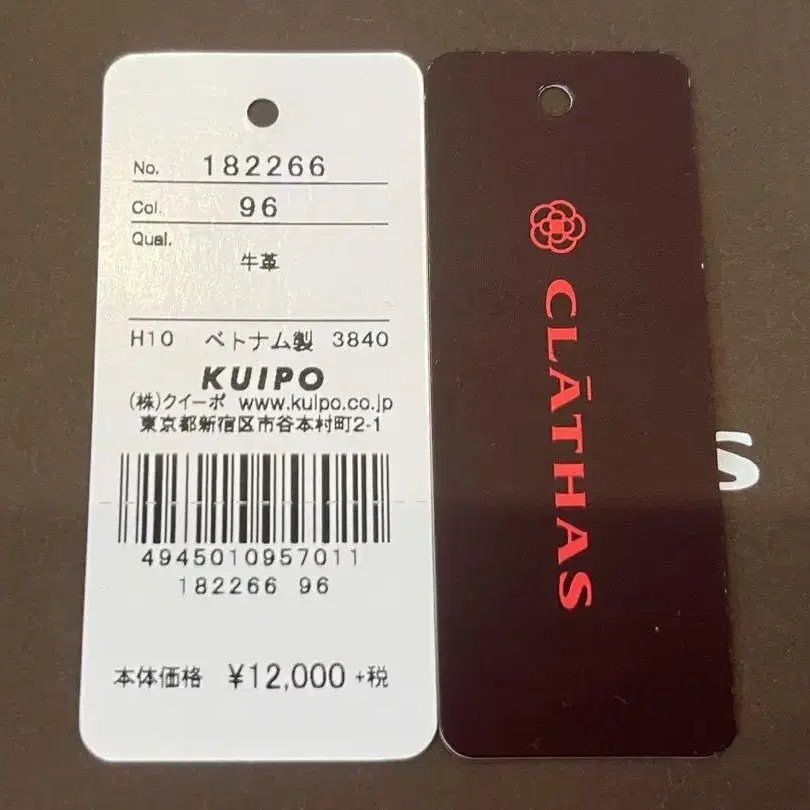 No. 182266
Col. 96
Qual.
牛革
H10 ベトナム製 3840
KUIPO
(株)クイーポ www.kuipo.co.jp
東京都新宿区市谷本村町2-1
4945010957011
182266 96
本体価格 ¥12,000 +税
CLĀTHAS
S